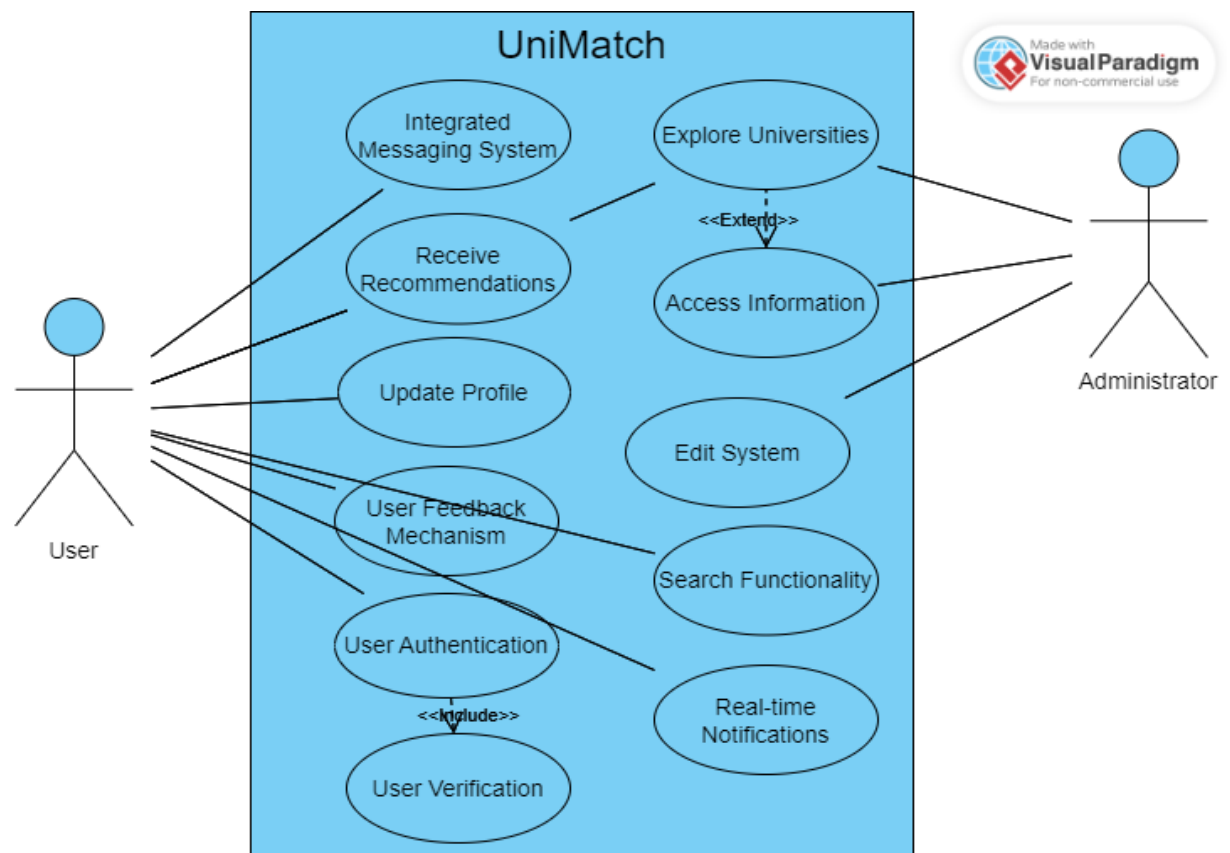 UniMatch
Made with
Visual Paradigm
For non-commercial use
Integrated
Messaging System
Explore Universities
<<Extend>>
Receive
Recommendations
Access Information
Update Profile
Administrator
Edit System
User Feedback
Mechanism
User
Search Functionality
User Authentication
<<Include>>
Real-time
Notifications
User Verification